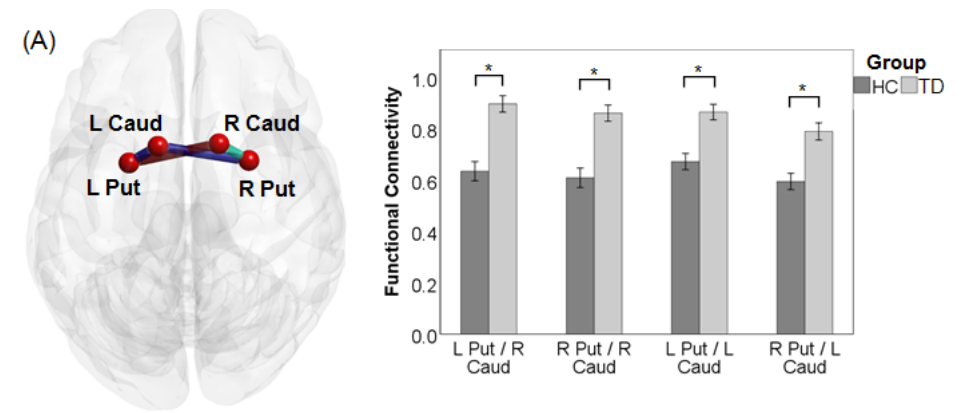 (A)
L Caud
R Caud
L Put
R Put
Functional Connectivity
1.0
0.8
0.6
0.4
0.2
0.0
*
*
*
*
L Put / R
Caud
R Put / R
Caud
L Put / L
Caud
R Put / L
Caud
Group
HC TD